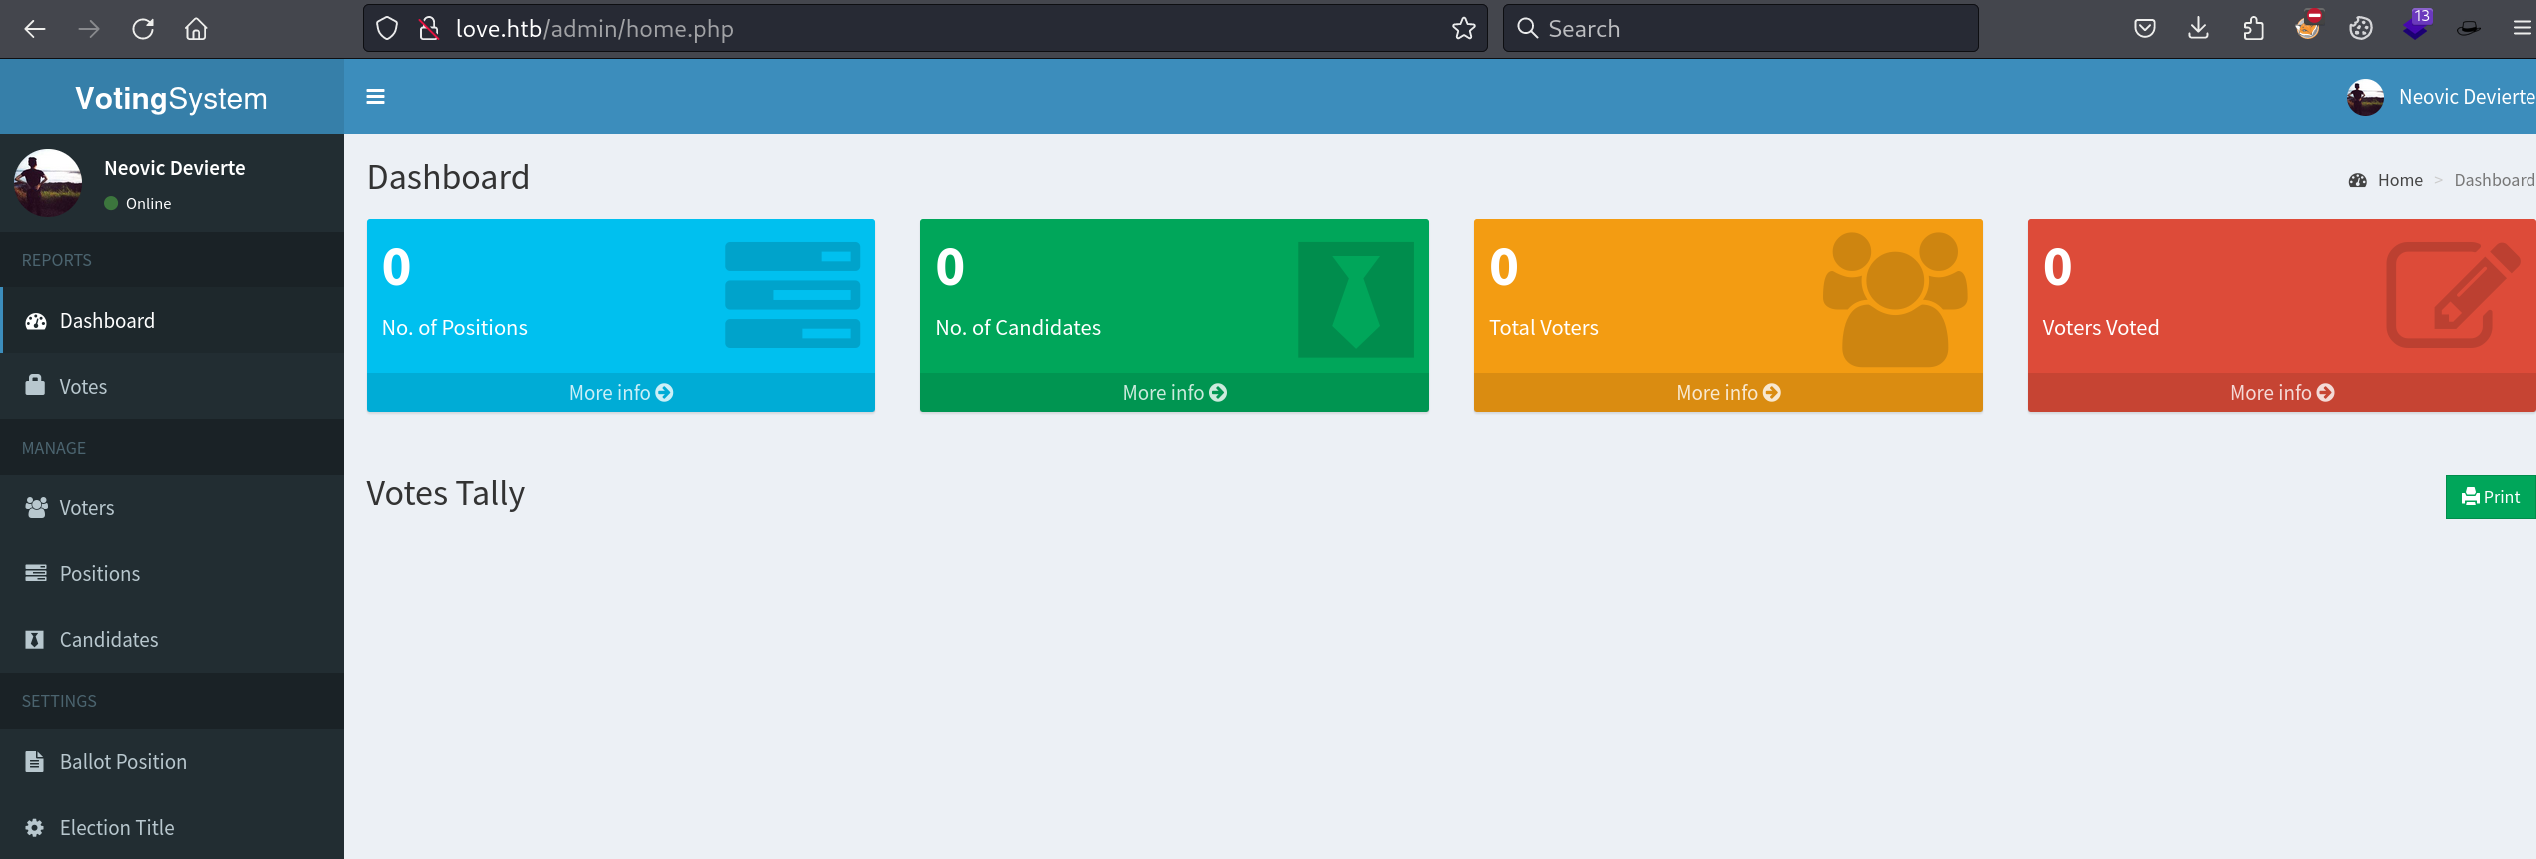 love.htb/admin/home.php
Search
13
VotingSystem
Neovic Devierte
Neovic Devierte
Online
REPORTS
Dashboard
Votes
MANAGE
Voters
Positions
Candidates
SETTINGS
Ballot Position
Election Title
Dashboard
Home > Dashboard
0
No. of Positions
More info
0
No. of Candidates
More info
0
Total Voters
More info
0
Voters Voted
More info
Votes Tally
Print